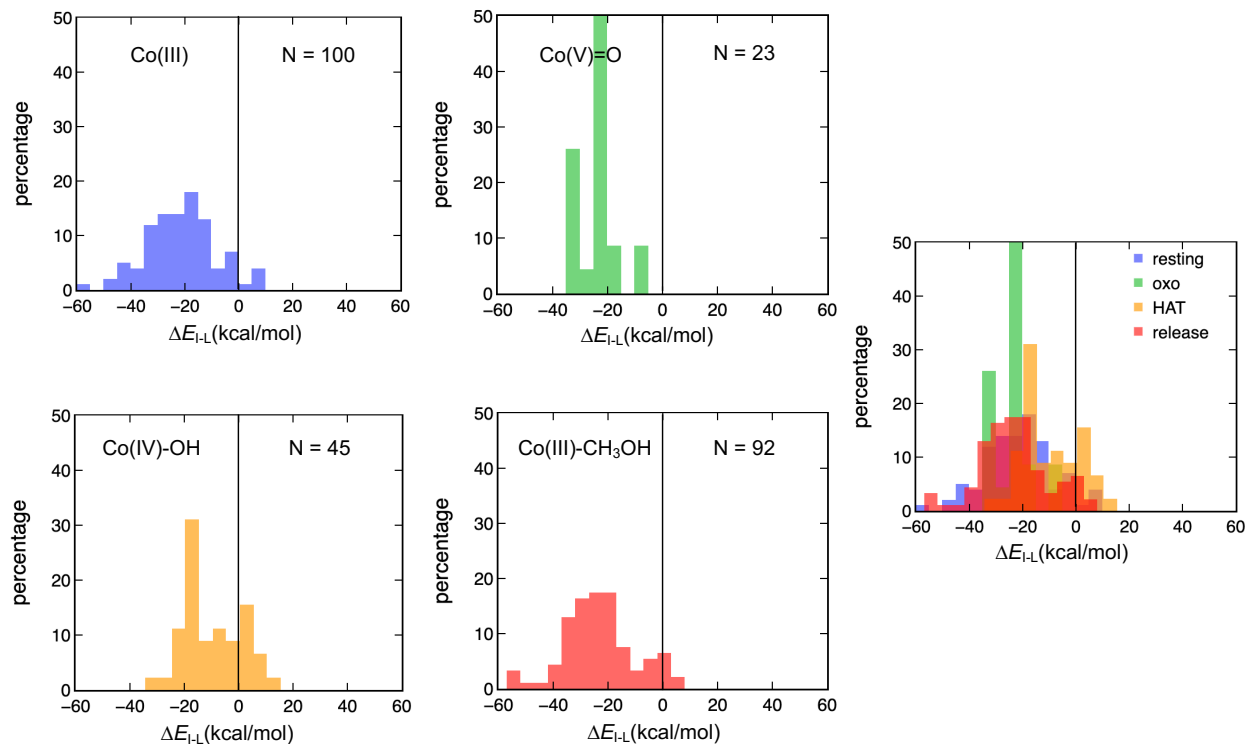 50
40
30
20
10
0
percentage
Co(III)
N = 100
−60 −40 −20 0 20 40 60
ΔE_I-L(kcal/mol)
50
40
30
20
10
0
percentage
Co(V)=O
N = 23
−60 −40 −20 0 20 40 60
ΔE_I-L(kcal/mol)
50
40
30
20
10
0
percentage
Co(IV)-OH
N = 45
−60 −40 −20 0 20 40 60
ΔE_I-L(kcal/mol)
50
40
30
20
10
0
percentage
Co(III)-CH₃OH
N = 92
−60 −40 −20 0 20 40 60
ΔE_I-L(kcal/mol)
50
40
30
20
10
0
percentage
resting
oxo
HAT
release
−60 −40 −20 0 20 40 60
ΔE_I-L(kcal/mol)